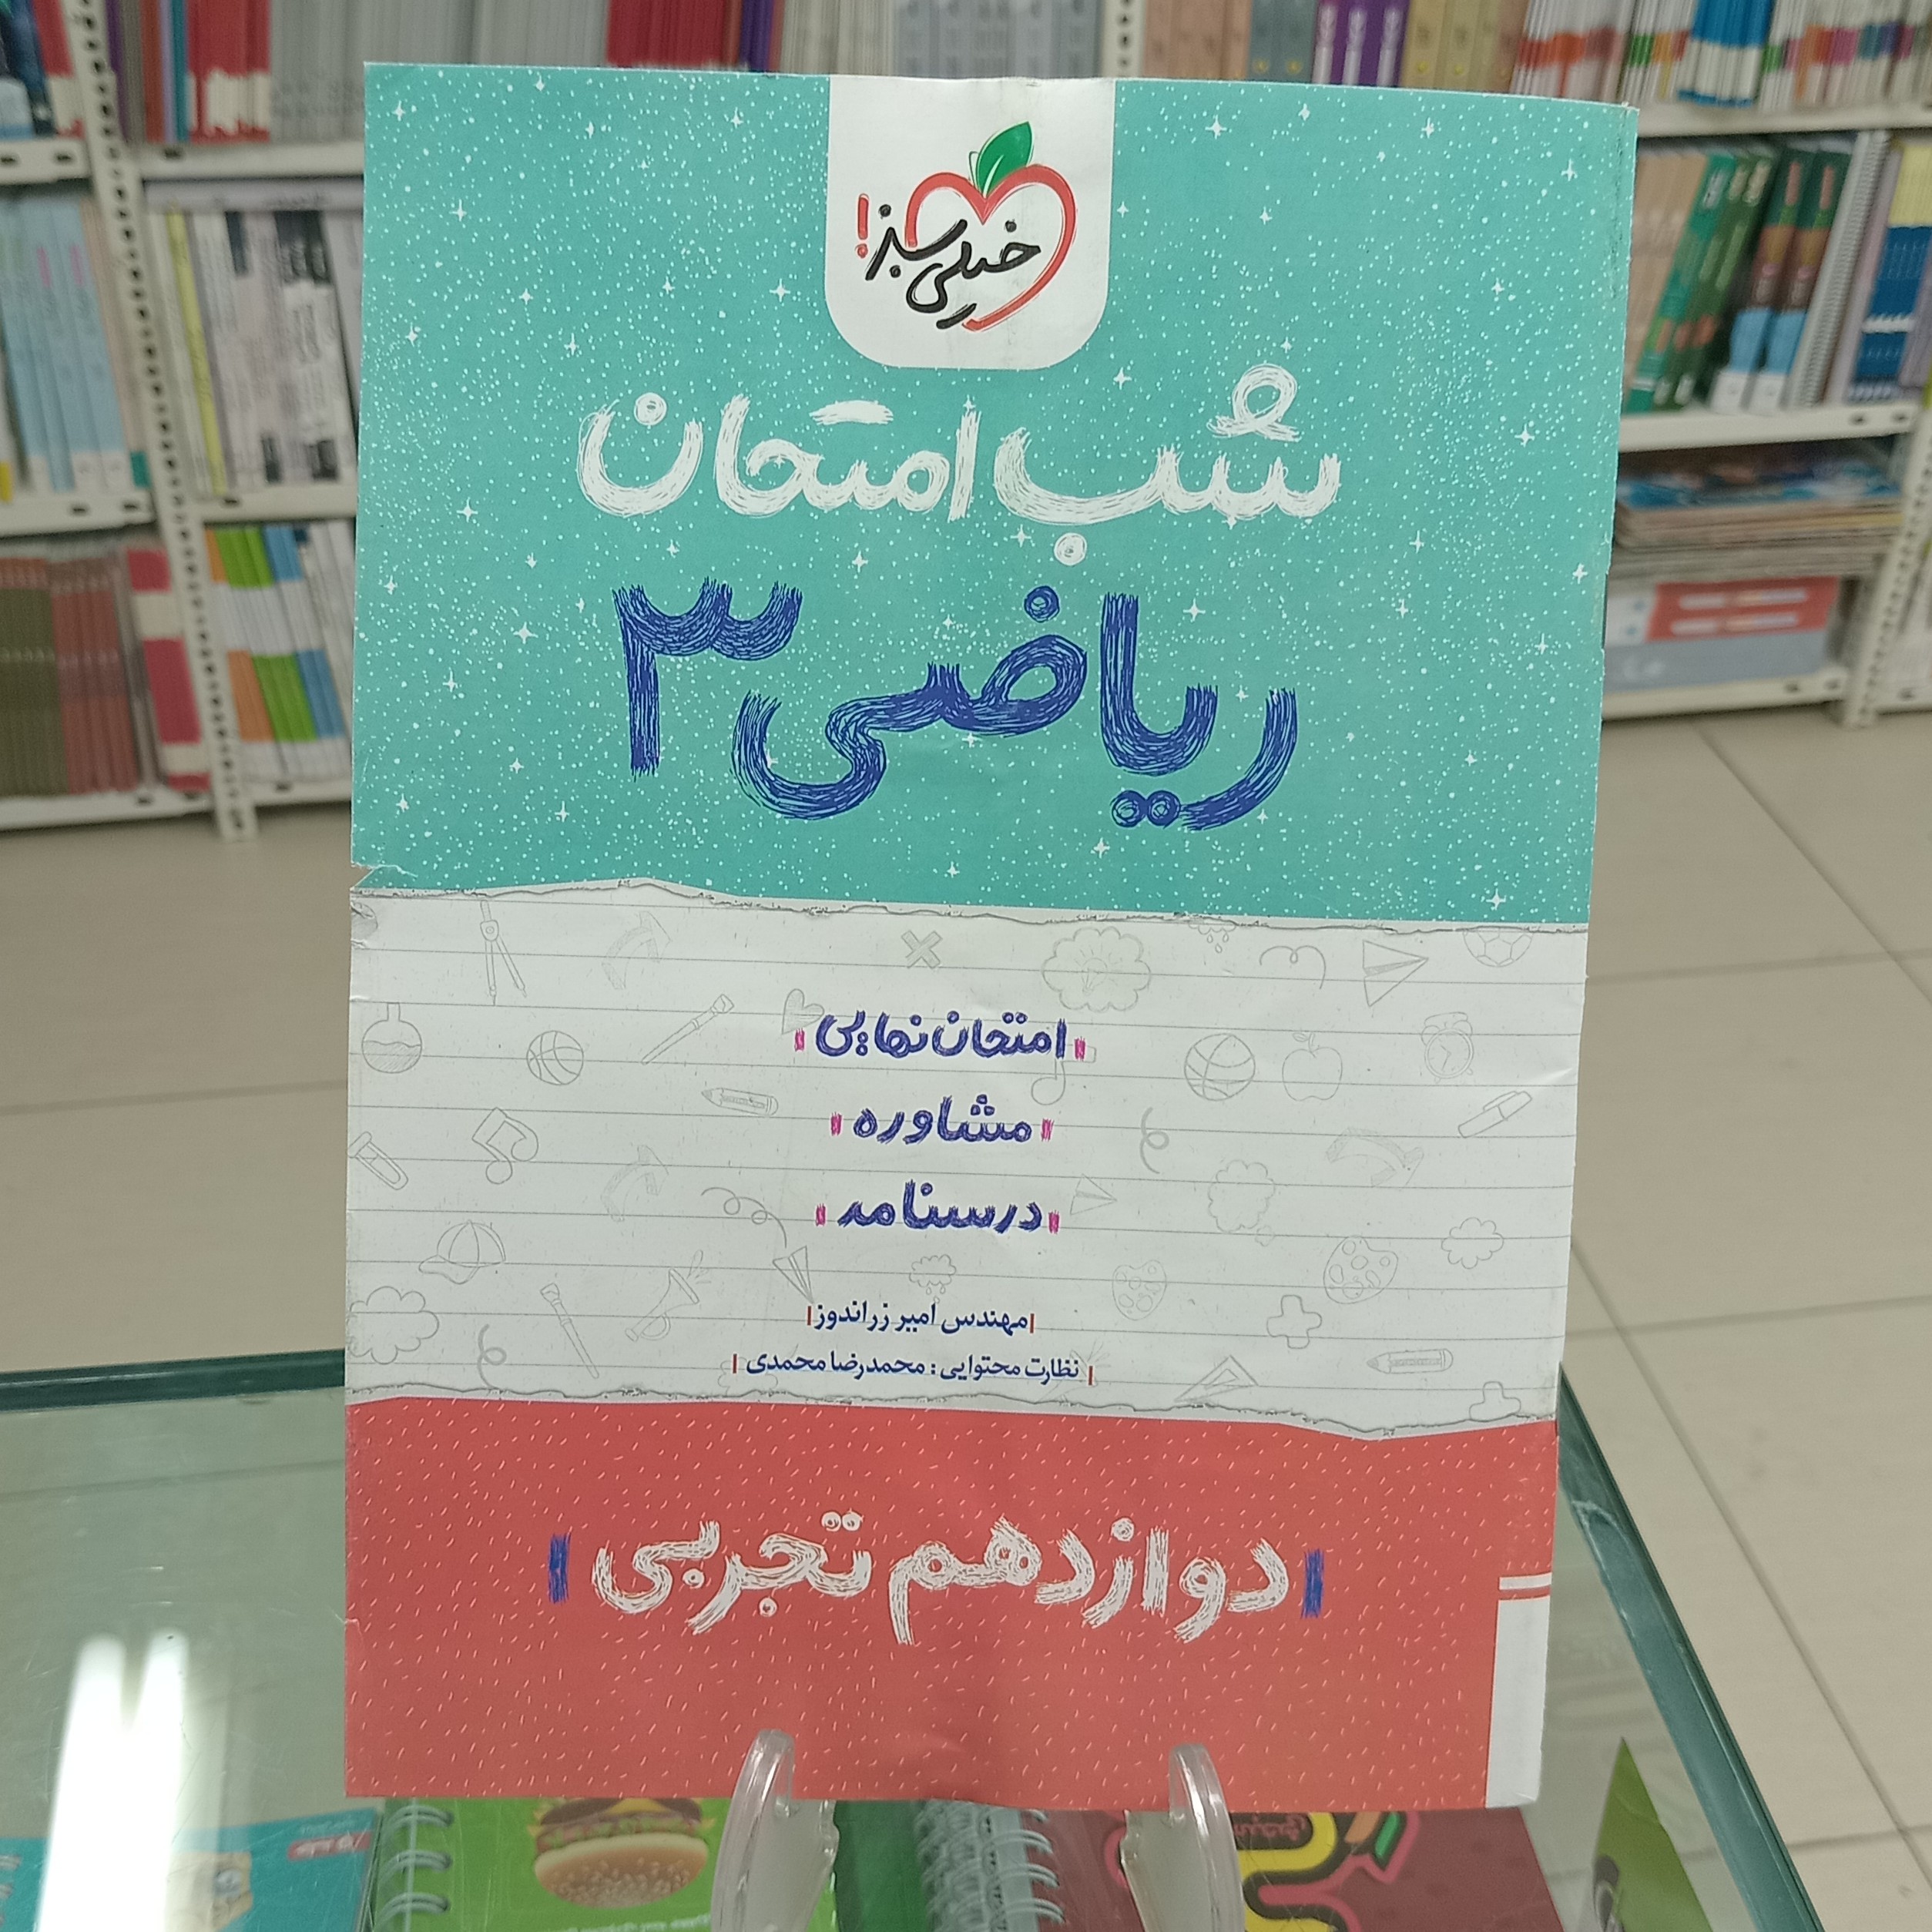 خیلی سبز!
شب امتحان
ریاضی ۳
امتحان نهایی
مشاوره
درسنامه
مهندس امیر زراندوز
نظارت محتوایی: محمدرضا محمدی
دوازدهم تجربی